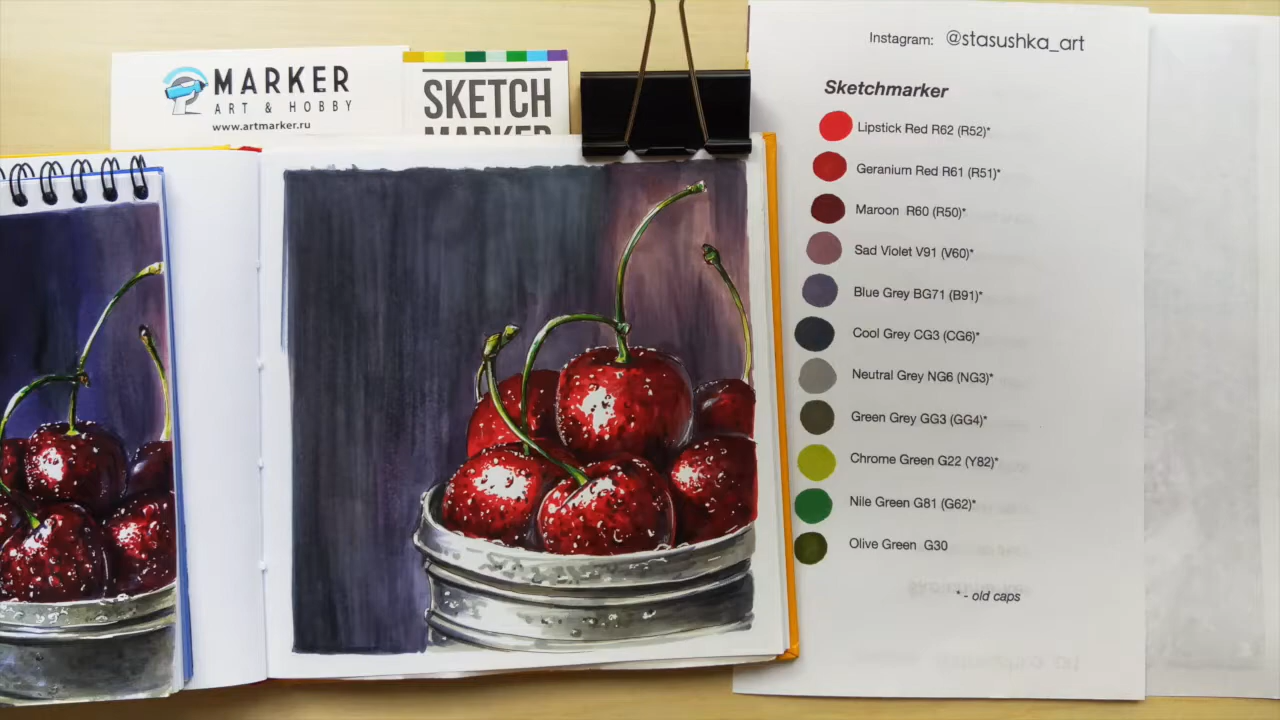 MARKER
ART & HOBBY
www.artmarker.ru
SKETCH
MARKER
Instagram: @stasushka_art
Sketchmarker
Lipstick Red R62 (R52)*
Geranium Red R61 (R51)*
Maroon R60 (R50)*
Sad Violet V91 (V60)*
Blue Grey BG71 (B91)*
Cool Grey CG3 (CG6)*
Neutral Grey NG6 (NG3)*
Green Grey GG3 (GG4)*
Chrome Green G22 (Y82)*
Nile Green G81 (G62)*
Olive Green G30
* - old caps